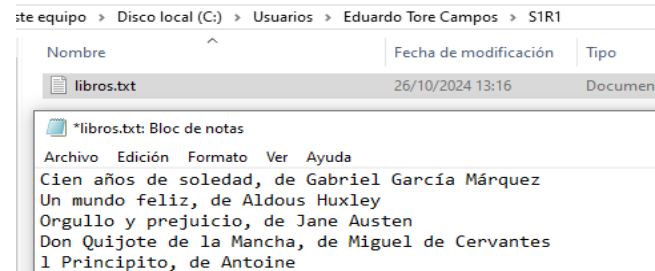 ste equipo > Disco local (C:) > Usuarios > Eduardo Tore Campos > S1R1
Nombre Fecha de modificación Tipo
libros.txt 26/10/2024 13:16 Documen
*libros.txt: Bloc de notas
Archivo Edición Formato Ver Ayuda
Cien años de soledad, de Gabriel García Márquez
Un mundo feliz, de Aldous Huxley
Orgullo y prejuicio, de Jane Austen
Don Quijote de la Mancha, de Miguel de Cervantes
l Principito, de Antoine